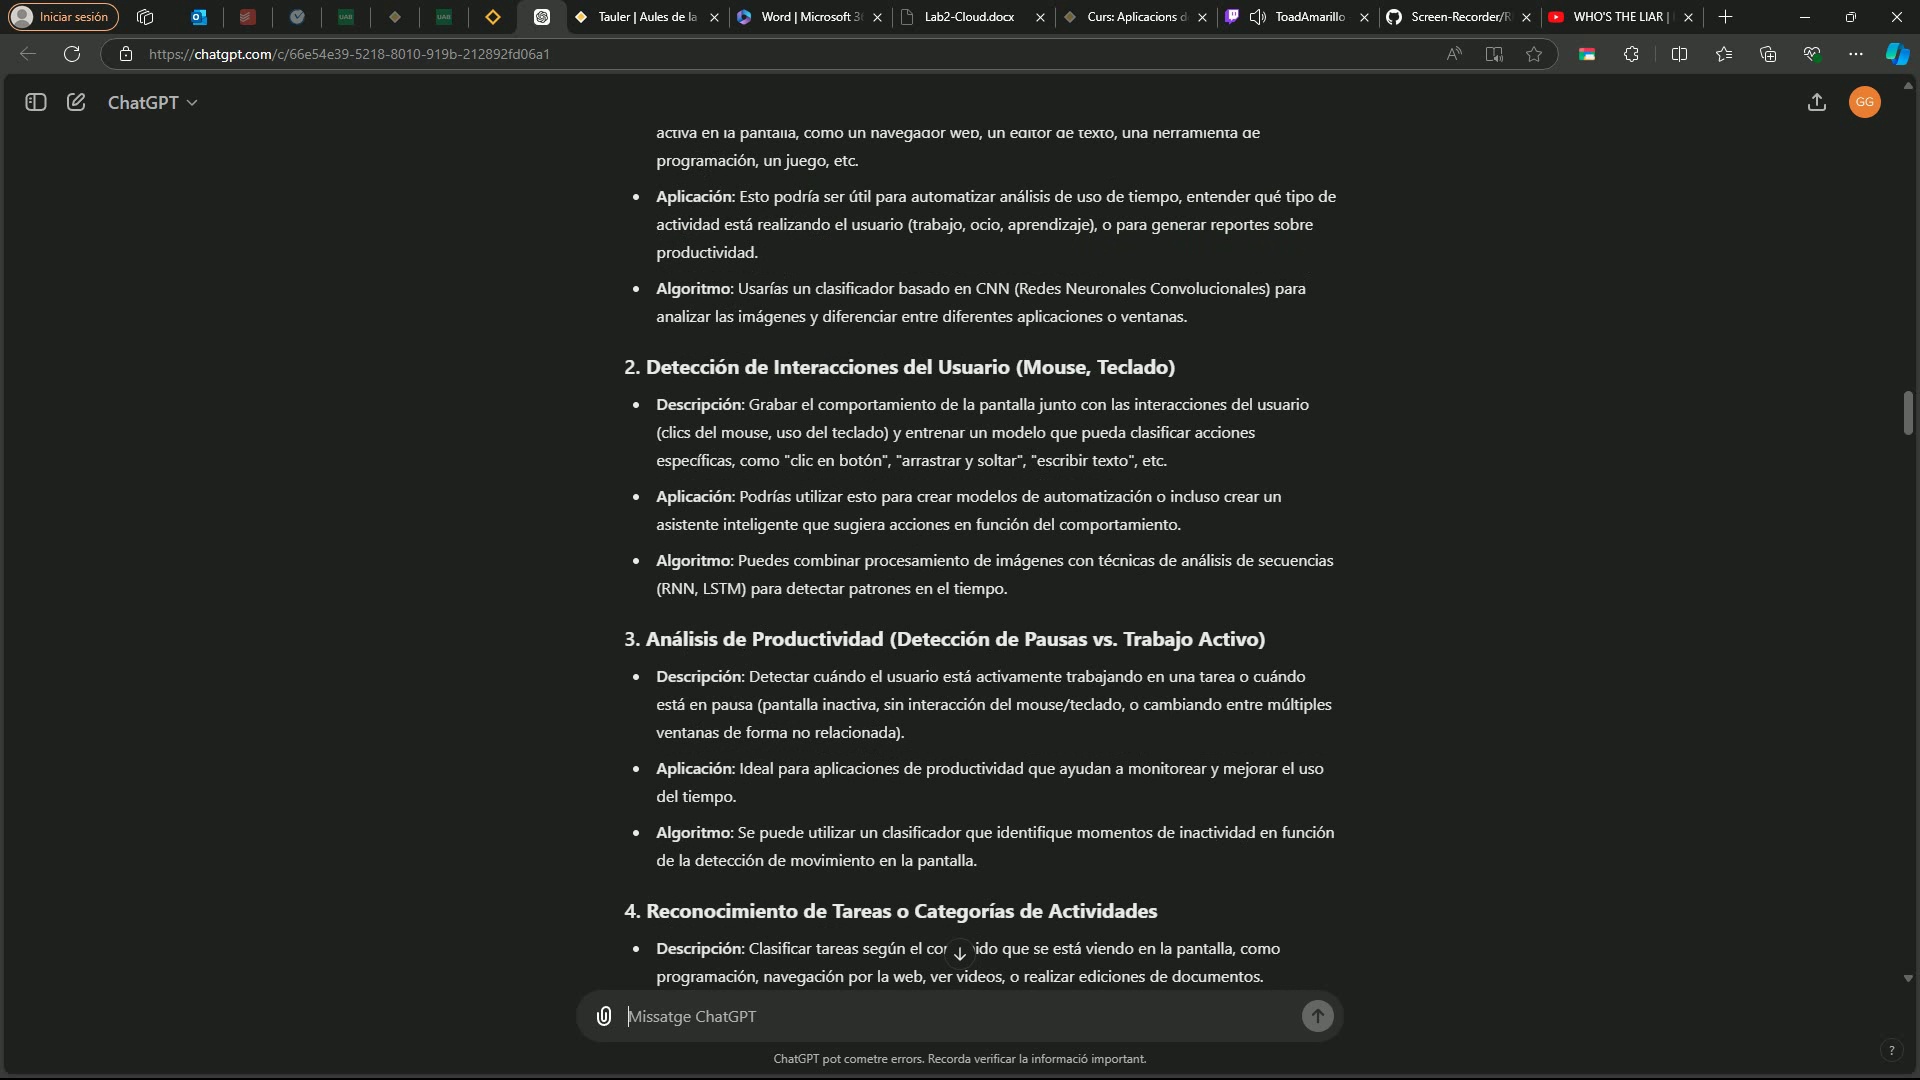 Iniciar sesión
UAB
UAB
Tauler | Aules de la
Word | Microsoft 3
Lab2-Cloud.docx
Curs: Aplicacions d
ToadAmarillo
Screen-Recorder/R
WHO'S THE LIAR |
https://chatgpt.com/c/66e54e39-5218-8010-919b-212892fd06a1
ChatGPT
GG
activa en la pantalla, como un navegador web, un editor de texto, una herramienta de
programación, un juego, etc.
Aplicación: Esto podría ser útil para automatizar análisis de uso de tiempo, entender qué tipo de
actividad está realizando el usuario (trabajo, ocio, aprendizaje), o para generar reportes sobre
productividad.
Algoritmo: Usarías un clasificador basado en CNN (Redes Neuronales Convolucionales) para
analizar las imágenes y diferenciar entre diferentes aplicaciones o ventanas.
2. Detección de Interacciones del Usuario (Mouse, Teclado)
Descripción: Grabar el comportamiento de la pantalla junto con las interacciones del usuario
(clics del mouse, uso del teclado) y entrenar un modelo que pueda clasificar acciones
específicas, como "clic en botón", "arrastrar y soltar", "escribir texto", etc.
Aplicación: Podrías utilizar esto para crear modelos de automatización o incluso crear un
asistente inteligente que sugiera acciones en función del comportamiento.
Algoritmo: Puedes combinar procesamiento de imágenes con técnicas de análisis de secuencias
(RNN, LSTM) para detectar patrones en el tiempo.
3. Análisis de Productividad (Detección de Pausas vs. Trabajo Activo)
Descripción: Detectar cuándo el usuario está activamente trabajando en una tarea o cuándo
está en pausa (pantalla inactiva, sin interacción del mouse/teclado, o cambiando entre múltiples
ventanas de forma no relacionada).
Aplicación: Ideal para aplicaciones de productividad que ayudan a monitorear y mejorar el uso
del tiempo.
Algoritmo: Se puede utilizar un clasificador que identifique momentos de inactividad en función
de la detección de movimiento en la pantalla.
4. Reconocimiento de Tareas o Categorías de Actividades
Descripción: Clasificar tareas según el contenido que se está viendo en la pantalla, como
programación, navegación por la web, ver videos, o realizar ediciones de documentos.
Missatge ChatGPT
ChatGPT pot cometre errors. Recorda verificar la informació important.
?